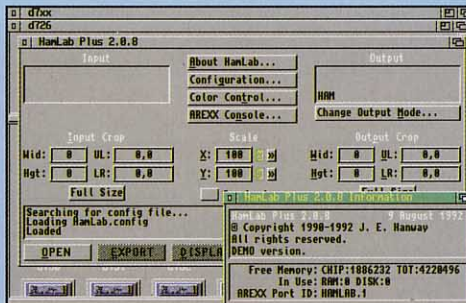 d7xx
d726
HamLab Plus 2.0.8
Input
About HamLab...
Configuration...
Color Control...
AREXX Console...
Output
HAM
Change Output Mode...
Input Crop
Scale
Output Crop
Wid: 0 UL: 0,0
X: 100
Wid: 0 UL: 0,0
Hgt: 0 LR: 0,0
Y: 100
Hgt: 0 LR: 0,0
Full Size
Full Size
Searching for config file...
Loading HamLab.config
Loaded
OPEN
EXPORT
DISPLA
HamLab Plus 2.0.8 Information
HamLab Plus 2.0.8 9 August 1992
© Copyright 1990-1992 J. E. Hanway
All rights reserved.
DEMO version.
Free Memory: CHIP:1886232 TOT:4220496
In Use: RAM:0 DISK:0
AREXX Port ID: HAMLAB.1